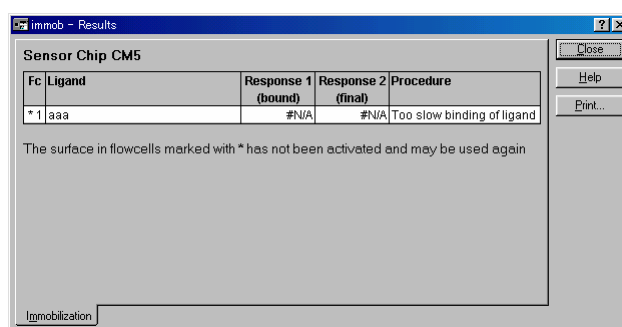 immob - Results
Sensor Chip CM5
Close
Help
Print...
Fc Ligand Response 1 (bound) Response 2 (final) Procedure
* 1 aaa #N/A #N/A Too slow binding of ligand
The surface in flowcells marked with * has not been activated and may be used again
Immobilization